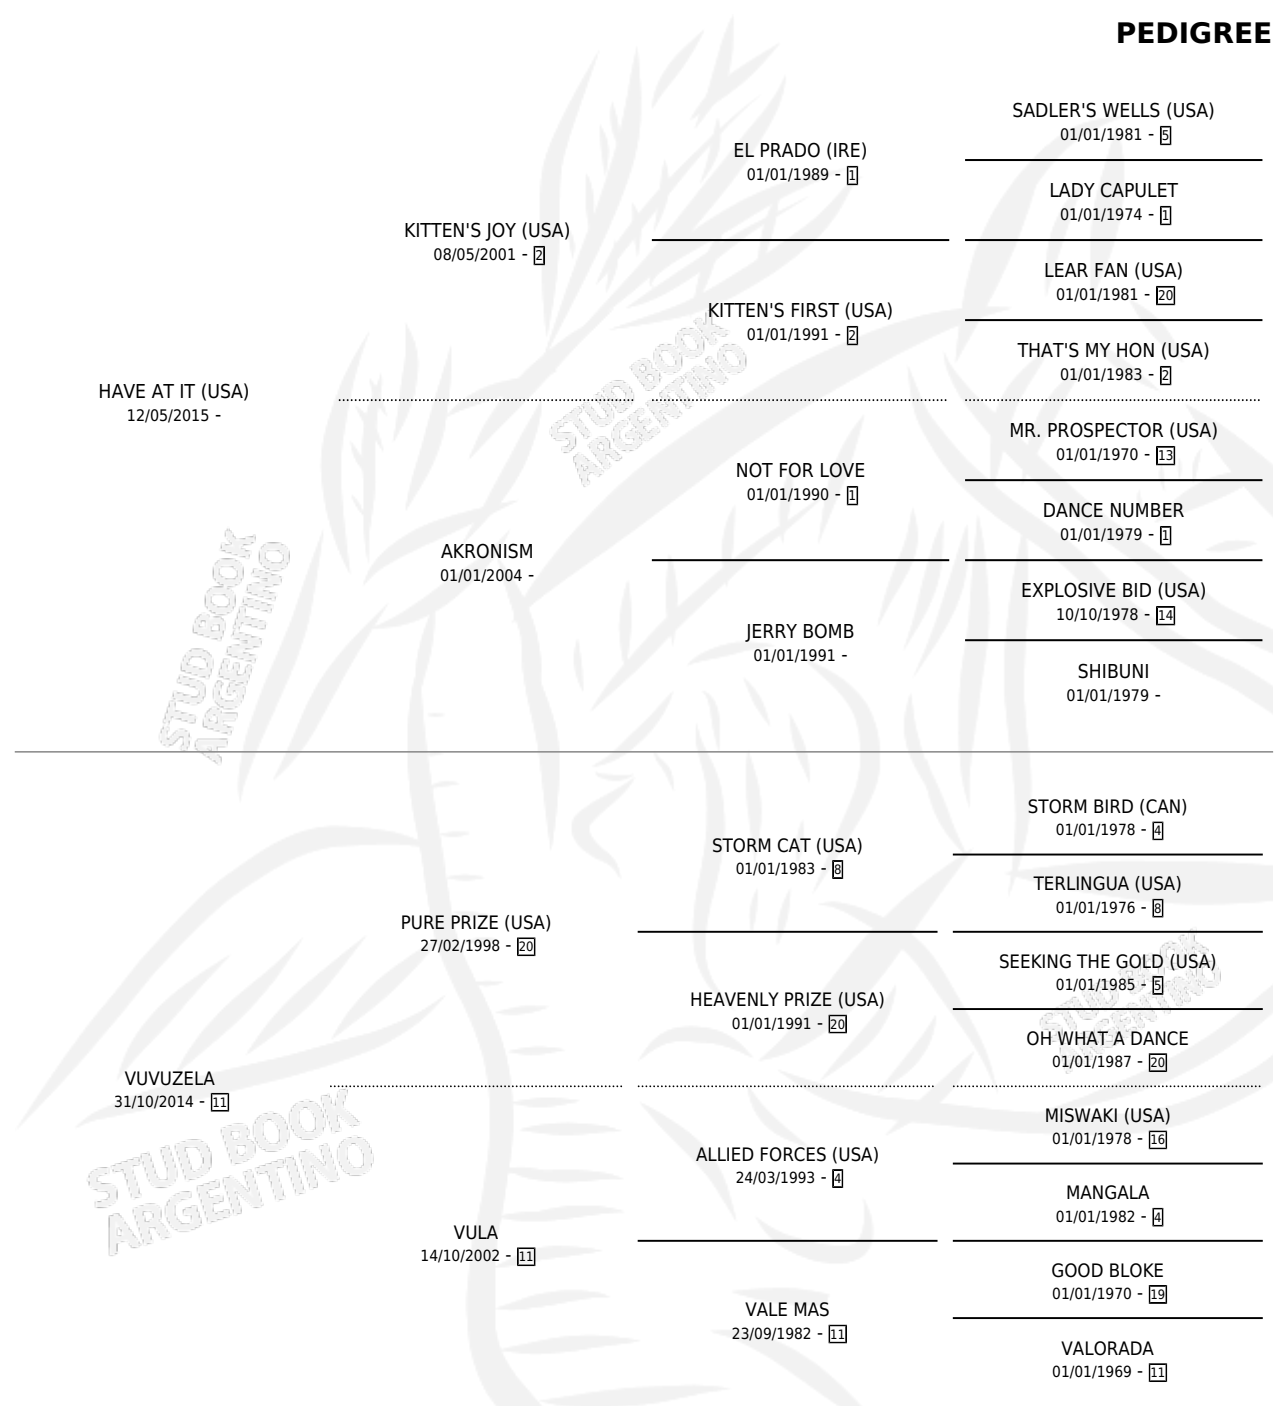 PEDIGREE
HAVE AT IT (USA)
12/05/2015 -
KITTEN'S JOY (USA)
08/05/2001 - 2
EL PRADO (IRE)
01/01/1989 - 1
SADLER'S WELLS (USA)
01/01/1981 - 5
LADY CAPULET
01/01/1974 - 1
KITTEN'S FIRST (USA)
01/01/1991 - 2
LEAR FAN (USA)
01/01/1981 - 20
THAT'S MY HON (USA)
01/01/1983 - 2
AKRONISM
01/01/2004 -
NOT FOR LOVE
01/01/1990 - 1
MR. PROSPECTOR (USA)
01/01/1970 - 13
DANCE NUMBER
01/01/1979 - 1
JERRY BOMB
01/01/1991 -
EXPLOSIVE BID (USA)
10/10/1978 - 14
SHIBUNI
01/01/1979 -
VUVUZELA
31/10/2014 - 11
PURE PRIZE (USA)
27/02/1998 - 20
STORM CAT (USA)
01/01/1983 - 8
STORM BIRD (CAN)
01/01/1978 - 4
TERLINGUA (USA)
01/01/1976 - 8
HEAVENLY PRIZE (USA)
01/01/1991 - 20
SEEKING THE GOLD (USA)
01/01/1985 - 5
OH WHAT A DANCE
01/01/1987 - 20
VULA
14/10/2002 - 11
ALLIED FORCES (USA)
24/03/1993 - 4
MISWAKI (USA)
01/01/1978 - 16
MANGALA
01/01/1982 - 4
VALE MAS
23/09/1982 - 11
GOOD BLOKE
01/01/1970 - 19
VALORADA
01/01/1969 - 11
STUD BOOK
ARGENTINO
STUD BOOK
ARGENTINO
STUD BOOK
ARGENTINO
STUD BOOK
ARGENTINO